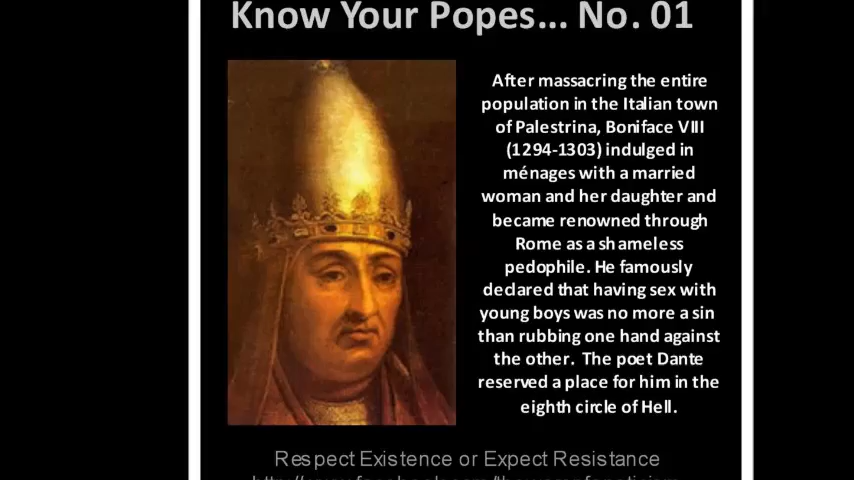 Know Your Popes... No. 01
After massacring the entire
population in the Italian town
of Palestrina, Boniface VIII
(1294-1303) indulged in
ménages with a married
woman and her daughter and
became renowned through
Rome as a shameless
pedophile. He famously
declared that having sex with
young boys was no more a sin
than rubbing one hand against
the other. The poet Dante
reserved a place for him in the
eighth circle of Hell.
Respect Existence or Expect Resistance